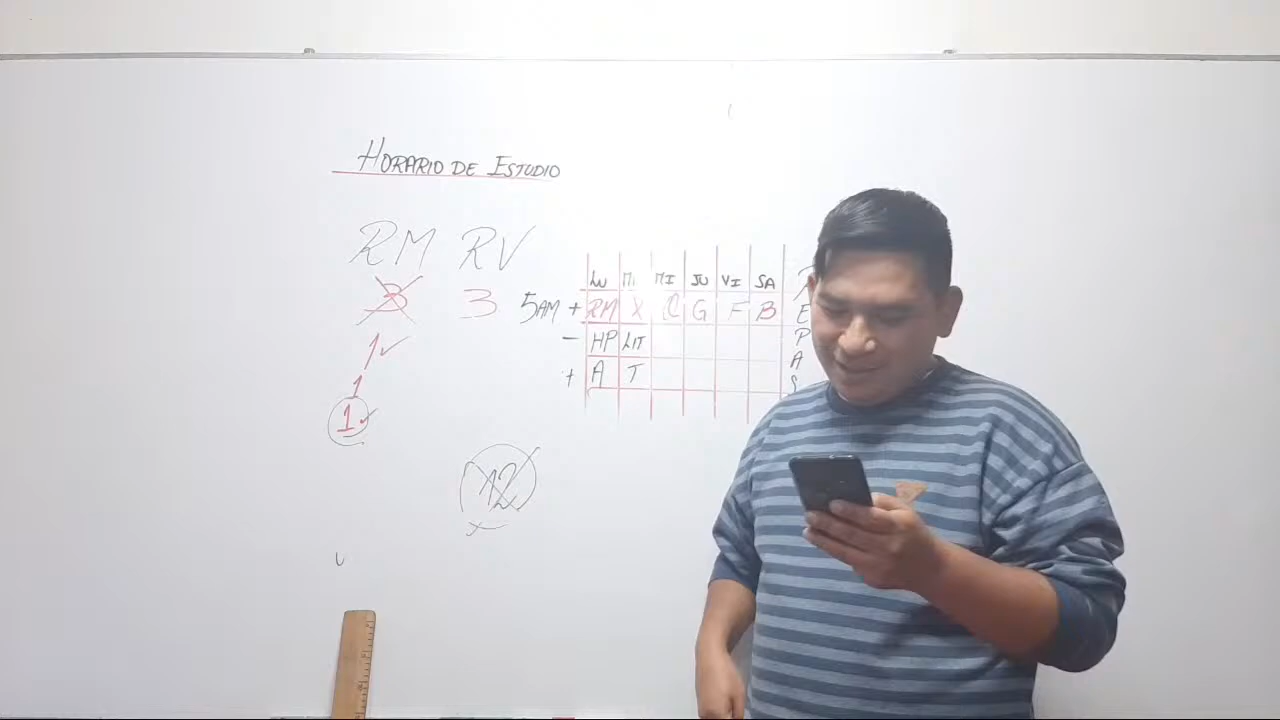 HORARIO DE ESTUDIO
RM RV
3 3
1
1
1
12
LU MI JU VI SA
5AM + RM X C G F B
- HP LIT
+ A T
E
P
A
S